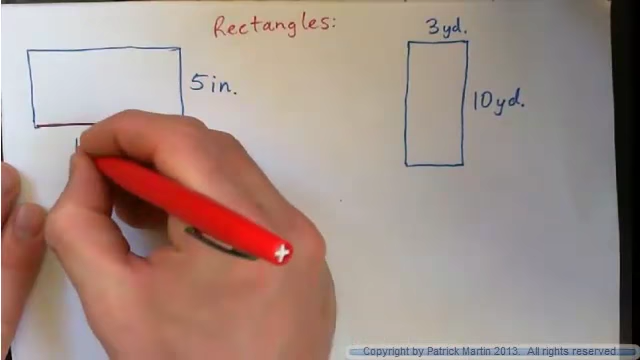 Rectangles:
3yd.
5in.
10yd.
Copyright by Patrick Martin 2013. All rights reserved